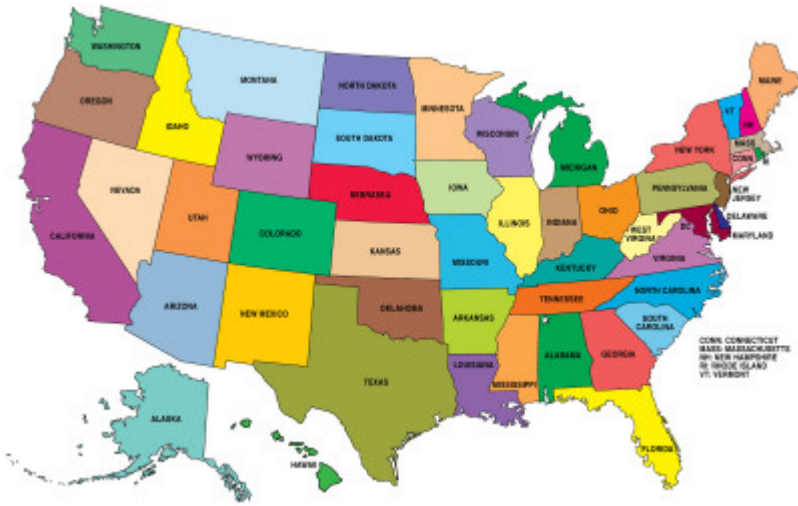 WASHINGTON
OREGON
CALIFORNIA
NEVADA
IDAHO
MONTANA
WYOMING
UTAH
COLORADO
ARIZONA
NEW MEXICO
NORTH DAKOTA
SOUTH DAKOTA
NEBRASKA
KANSAS
OKLAHOMA
TEXAS
MINNESOTA
IOWA
MISSOURI
ARKANSAS
LOUISIANA
WISCONSIN
ILLINOIS
MICHIGAN
INDIANA
OHIO
KENTUCKY
TENNESSEE
MISSISSIPPI
ALABAMA
GEORGIA
FLORIDA
SOUTH
CAROLINA
NORTH CAROLINA
VIRGINIA
WEST
VIRGINIA
DC
MARYLAND
DELAWARE
NEW
JERSEY
PENNSYLVANIA
NEW YORK
CONN
RI
MASS
VT
NH
MAINE
ALASKA
HAWAII
CONN: CONNECTICUT
MASS: MASSACHUSETTS
NH: NEW HAMPSHIRE
RI: RHODE ISLAND
VT: VERMONT